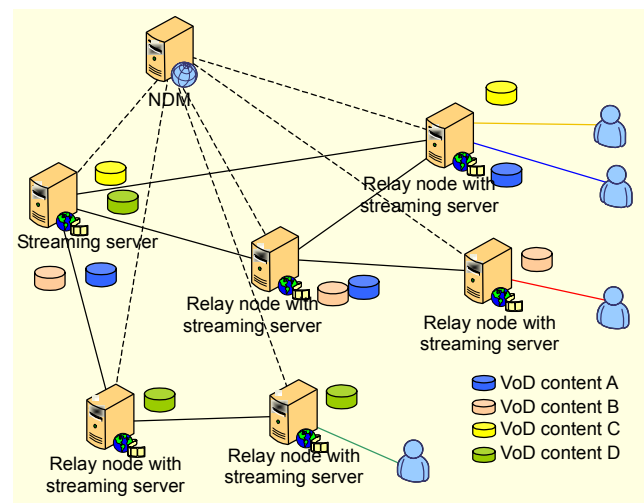 NDM
Relay node with
streaming server
Streaming server
Relay node with
streaming server
Relay node with
streaming server
VoD content A
VoD content B
VoD content C
VoD content D
Relay node with
streaming server
Relay node with
streaming server